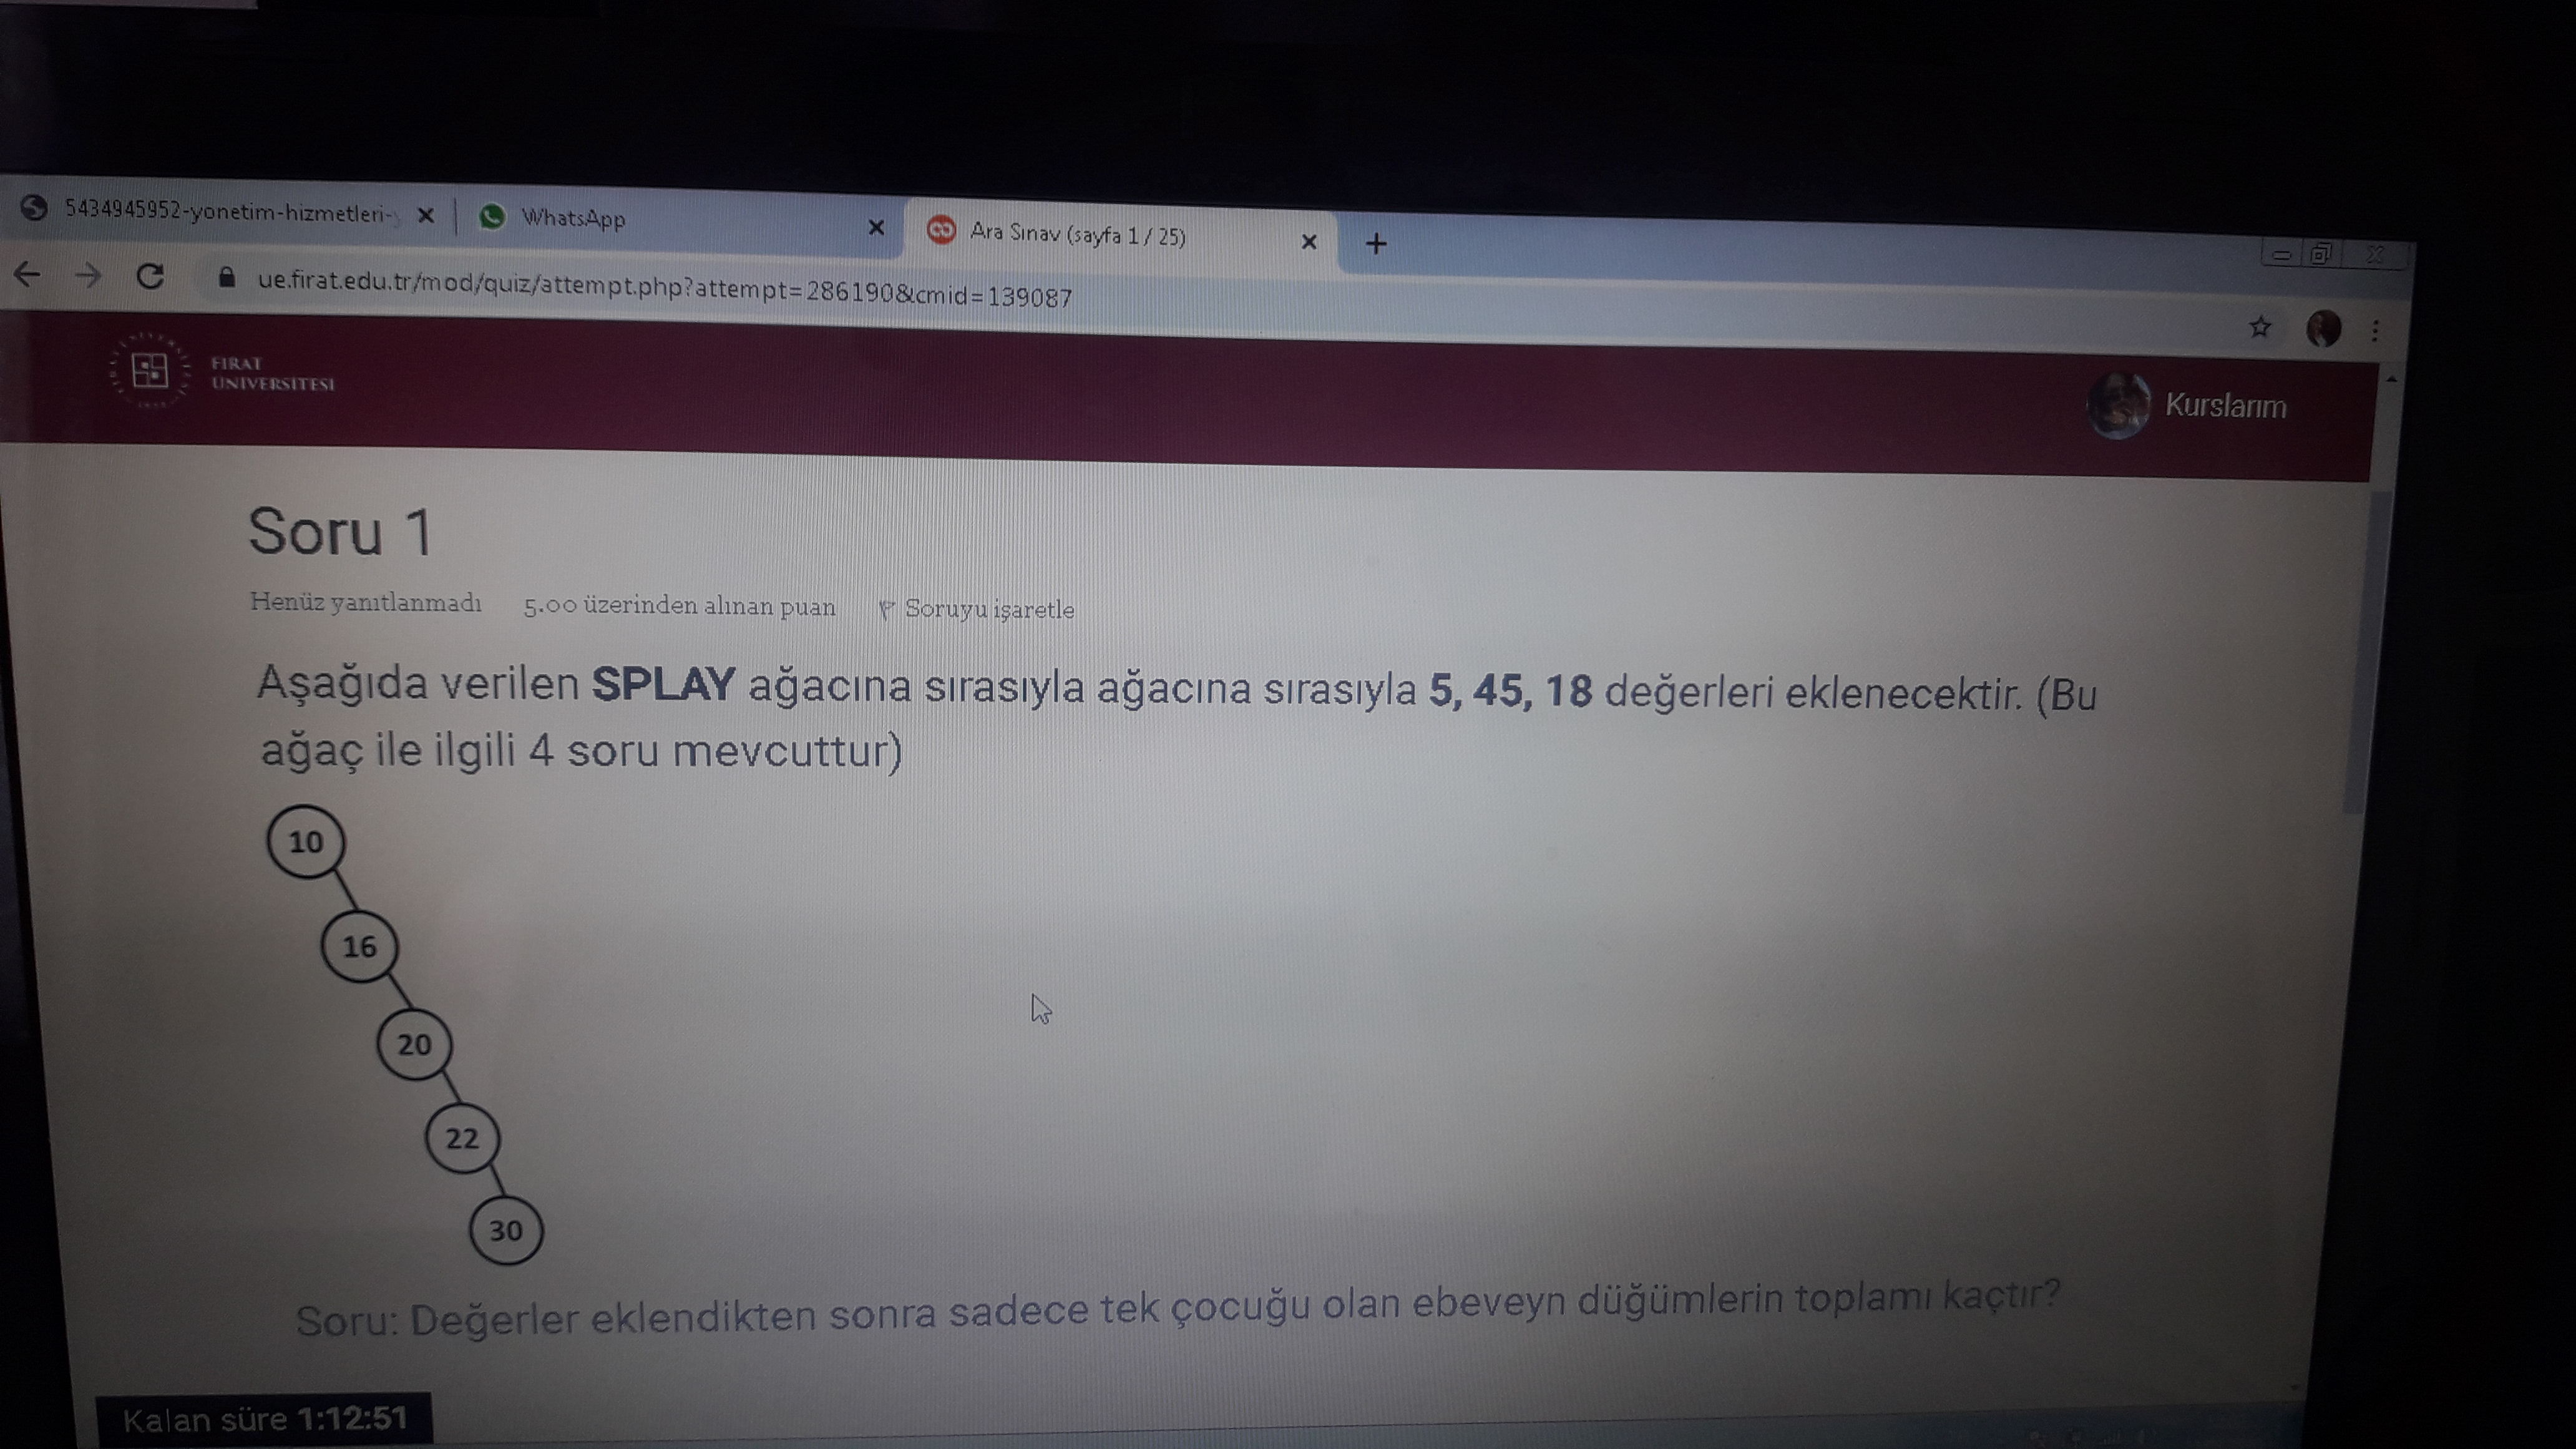 5434945952-yonetim-hizmetleri-y
WhatsApp
Ara Sınav (sayfa 1 / 25)
ue.firat.edu.tr/mod/quiz/attempt.php?attempt=286190&cmid=139087
FIRAT
ÜNİVERSİTESİ
Kurslarım
Soru 1
Henüz yanıtlanmadı 5.00 üzerinden alınan puan Soruyu işaretle
Aşağıda verilen SPLAY ağacına sırasıyla ağacına sırasıyla 5, 45, 18 değerleri eklenecektir. (Bu
ağaç ile ilgili 4 soru mevcuttur)
10
16
20
22
30
Soru: Değerler eklendikten sonra sadece tek çocuğu olan ebeveyn düğümlerin toplamı kaçtır?
Kalan süre 1:12:51